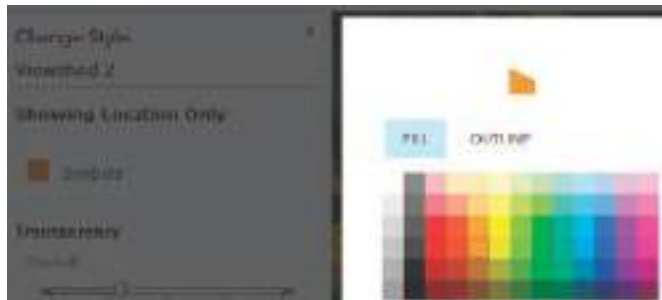 Change Style
Viewshed 2
Showing Location Only
Symbols
Transparency
FILL OUTLINE